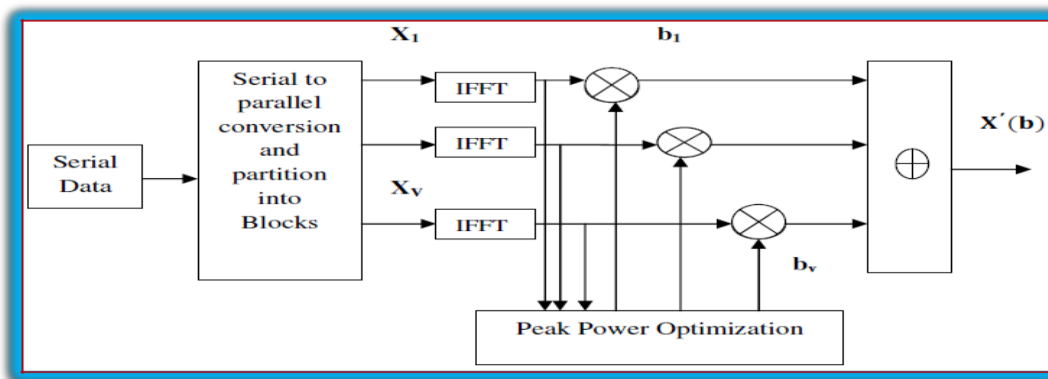 X1
b1
Serial to
parallel
conversion
and
partition
into
Blocks
IFFT
IFFT
IFFT
Serial
Data
XV
X′(b)
bv
Peak Power Optimization